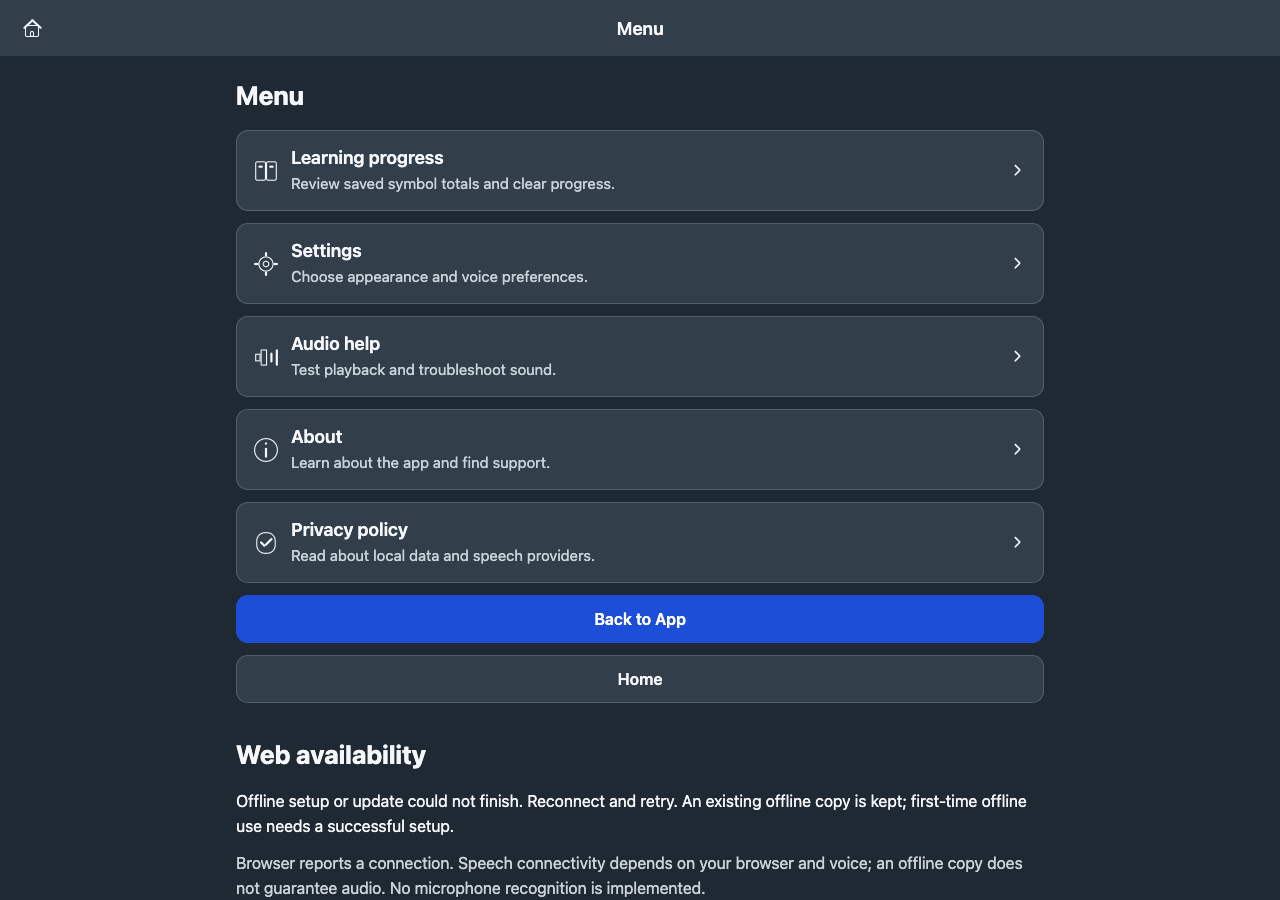 Menu
Menu
Learning progress
Review saved symbol totals and clear progress.
Settings
Choose appearance and voice preferences.
Audio help
Test playback and troubleshoot sound.
About
Learn about the app and find support.
Privacy policy
Read about local data and speech providers.
Back to App
Home
Web availability
Offline setup or update could not finish. Reconnect and retry. An existing offline copy is kept; first-time offline
use needs a successful setup.
Browser reports a connection. Speech connectivity depends on your browser and voice; an offline copy does
not guarantee audio. No microphone recognition is implemented.